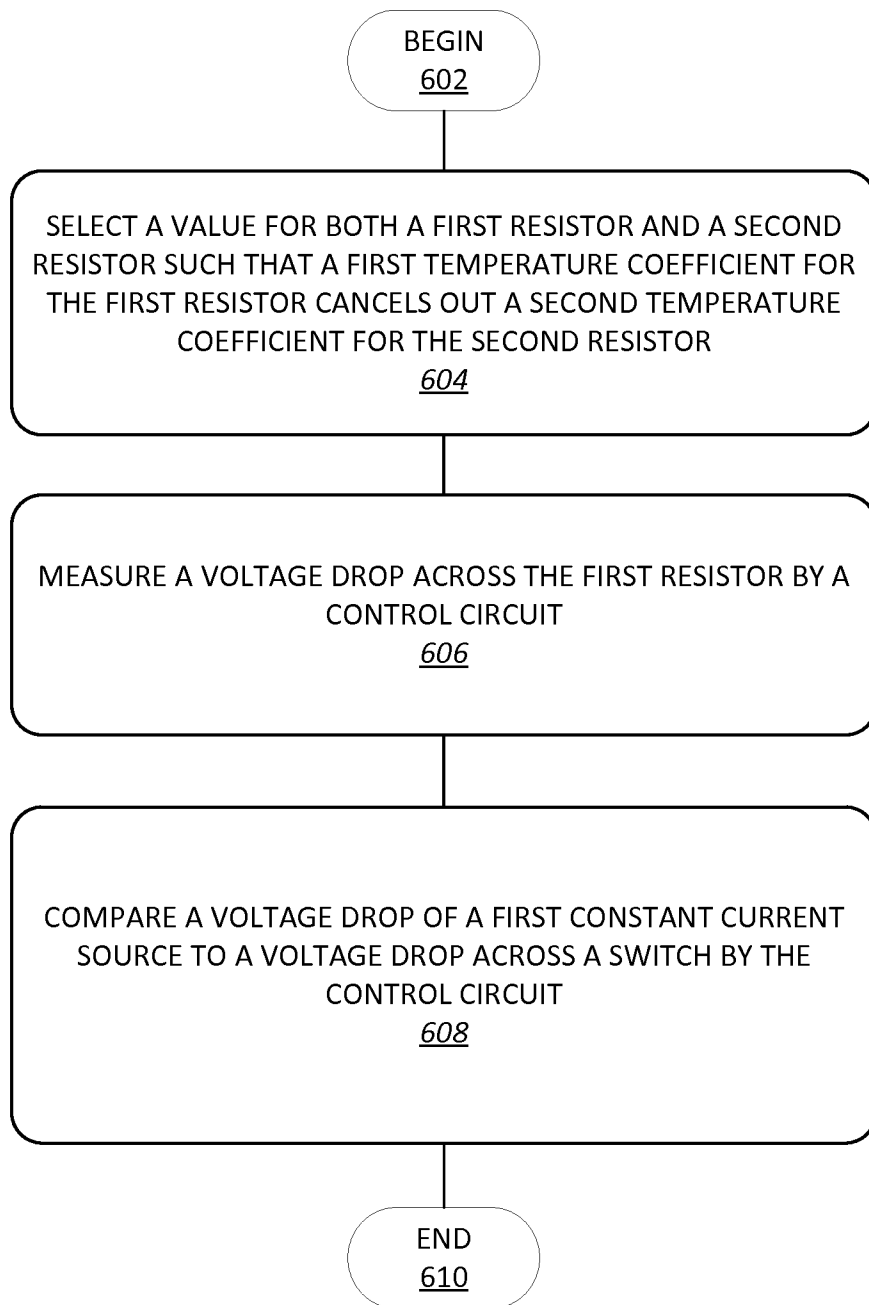 BEGIN
602
SELECT A VALUE FOR BOTH A FIRST RESISTOR AND A SECOND
RESISTOR SUCH THAT A FIRST TEMPERATURE COEFFICIENT FOR
THE FIRST RESISTOR CANCELS OUT A SECOND TEMPERATURE
COEFFICIENT FOR THE SECOND RESISTOR
604
MEASURE A VOLTAGE DROP ACROSS THE FIRST RESISTOR BY A
CONTROL CIRCUIT
606
COMPARE A VOLTAGE DROP OF A FIRST CONSTANT CURRENT
SOURCE TO A VOLTAGE DROP ACROSS A SWITCH BY THE
CONTROL CIRCUIT
608
END
610